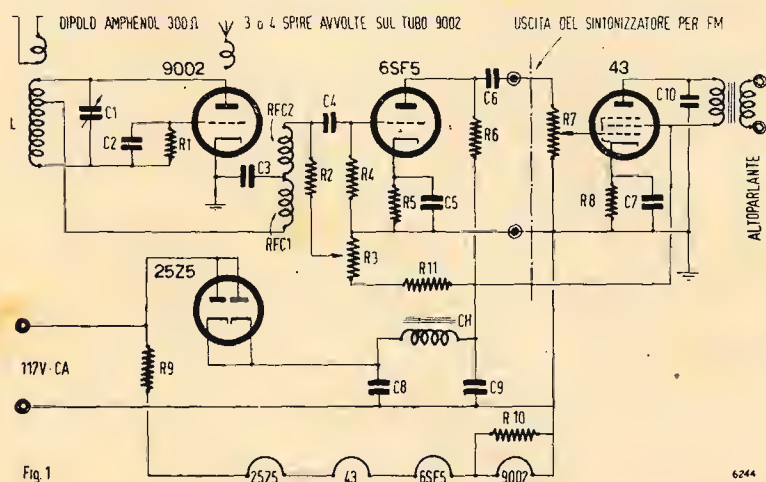 DIPOLO AMPHENOL 300Ω
3 o 4 SPIRE AVVOLTE SUL TUBO 9002
USCITA DEL SINTONIZZATORE PER FM
9002
6SF5
43
L
C1
C2
R1
C3
RFC2
RFC1
C4
R2
R4
R3
R5
C5
R6
C6
R7
R8
C7
C10
ALTOPARLANTE
R11
25Z5
117V·CA
R9
CH
C8
C9
R10
25Z5
43
6SF5
9002
Fig. 1
6244